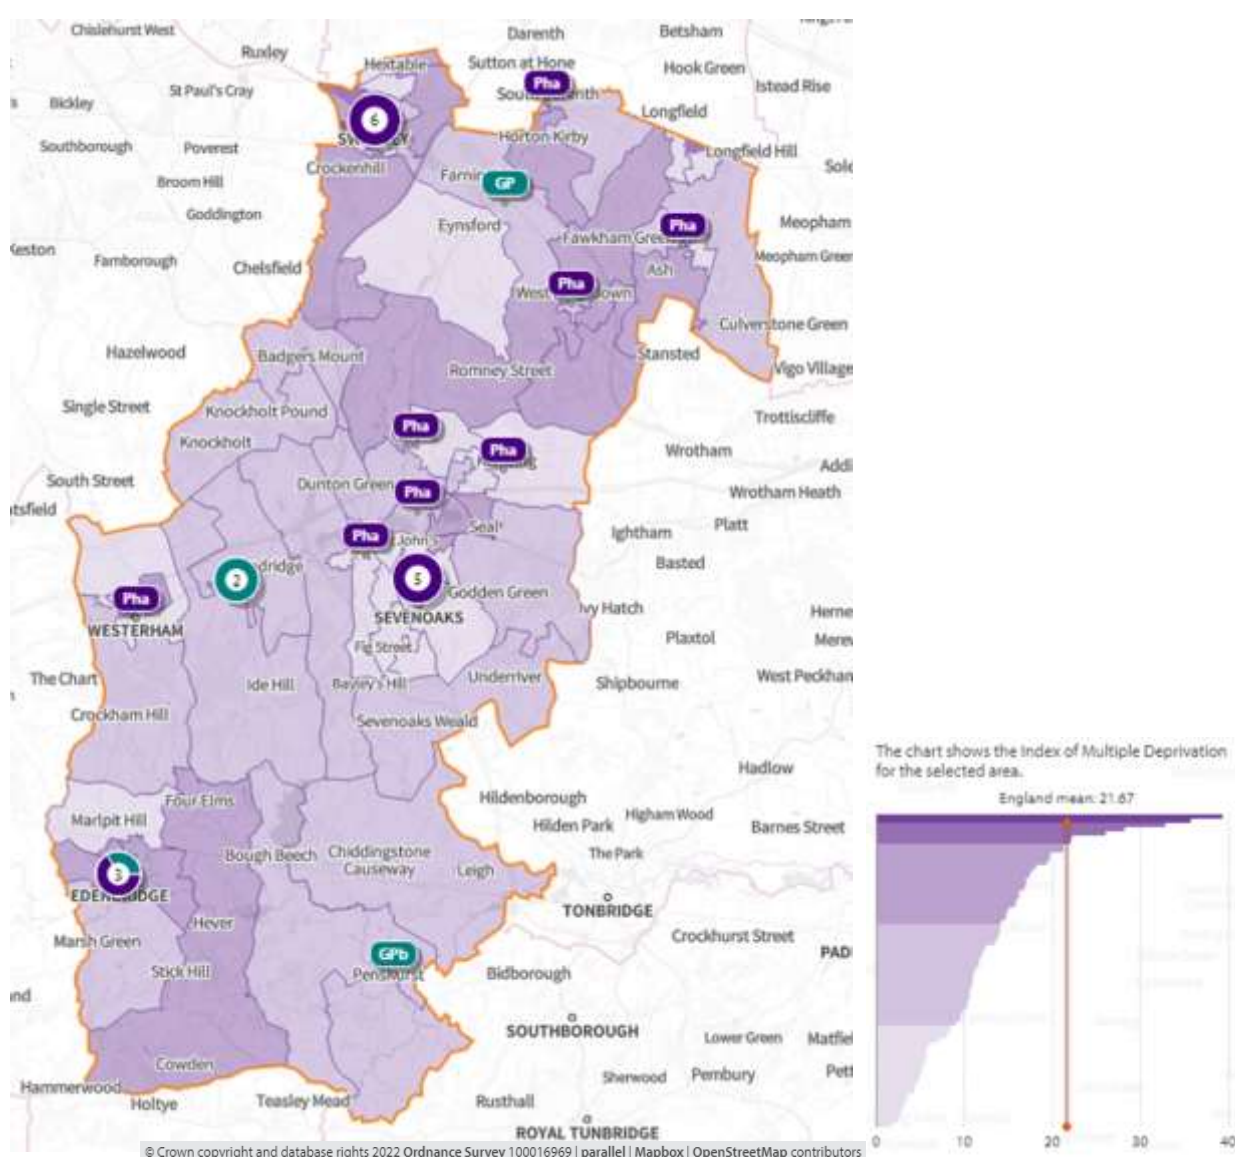 Chislehurst West
Darenth
Betsham
Ruxley
Hextable
Sutton at Hone
Hook Green
Pha
Istead Rise
St Paul's Cray
Bickley
Longfield
6
Southborough
Poverest
Horton Kirby
Longfield Hill
Crockenhill
Broom Hill
GP
Goddington
Eynsford
Pha
Meopham
Fawkham Green
Farnborough
Chelsfield
Ash
Meopham Green
Pha
Culverstone Green
Hazelwood
Badgers Mount
Stansted
Romney Street
Vigo Village
Single Street
Knockholt Pound
Trottiscliffe
Pha
Knockholt
Pha
Wrotham
South Street
Dunton Green
Pha
Wrotham Heath
Seal
Platt
Pha
St John's
Ightham
Basted
2
5
Pha
Godden Green
Ivy Hatch
WESTERHAM
SEVENOAKS
Plaxtol
Fig Street
The Chart
Ide Hill
Bayley's Hill
Underriver
Shipbourne
Crockham Hill
Sevenoaks Weald
Hadlow
Four Elms
Hildenborough
Marlpit Hill
Hilden Park
Higham Wood
Barnes Street
Bough Beech
Chiddingstone
Causeway
The Park
3
Leigh
EDENBRIDGE
TONBRIDGE
Hever
Marsh Green
Crockhurst Street
GPb
Stick Hill
Penshurst
Bidborough
SOUTHBOROUGH
Lower Green
Cowden
Sherwood
Pembury
Hammerwood
Holtye
Teasley Mead
Rusthall
ROYAL TUNBRIDGE
© Crown copyright and database rights 2022 Ordnance Survey 100016969 | parallel | Mapbox | OpenStreetMap contributors
The chart shows the Index of Multiple Deprivation
for the selected area.
England mean: 21.67
0 10 20 30 40